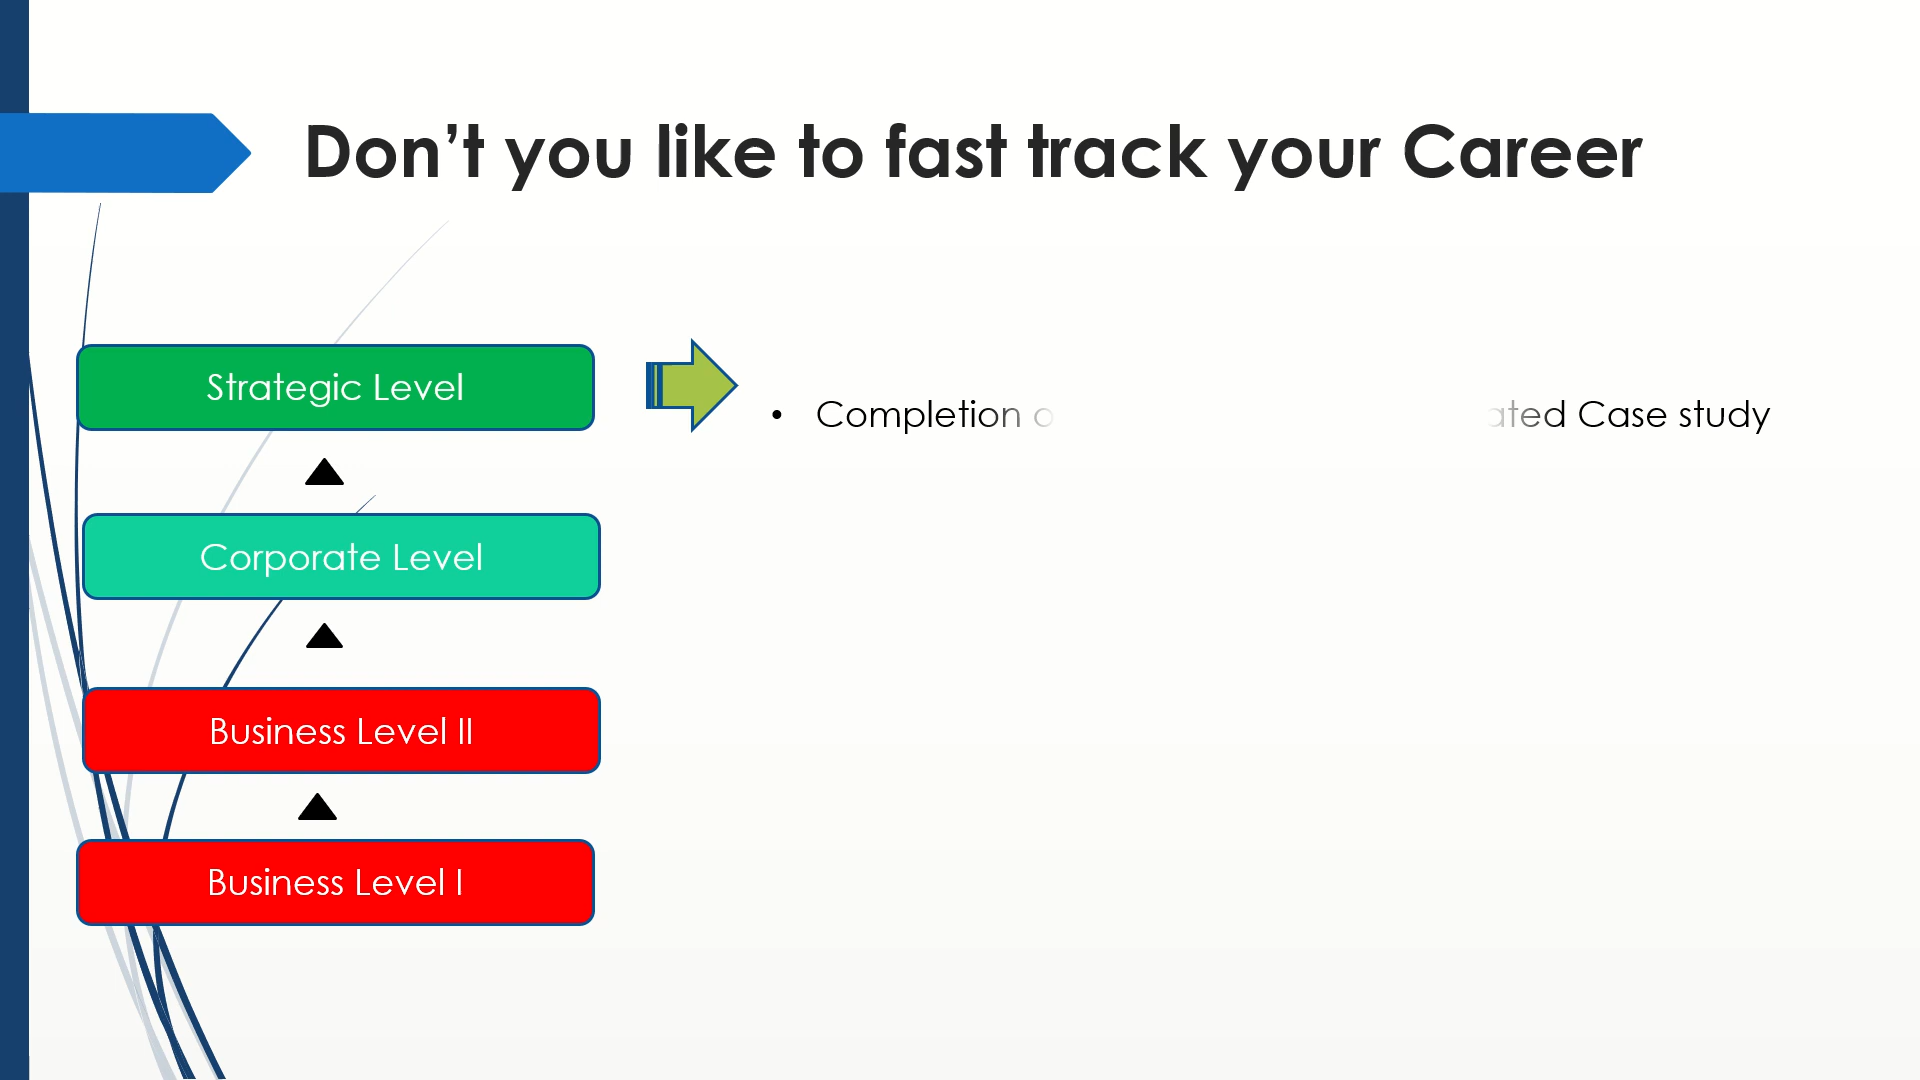 Don’t you like to fast track your Career
Strategic Level
• Completion Case study
Corporate Level
Business Level II
Business Level I